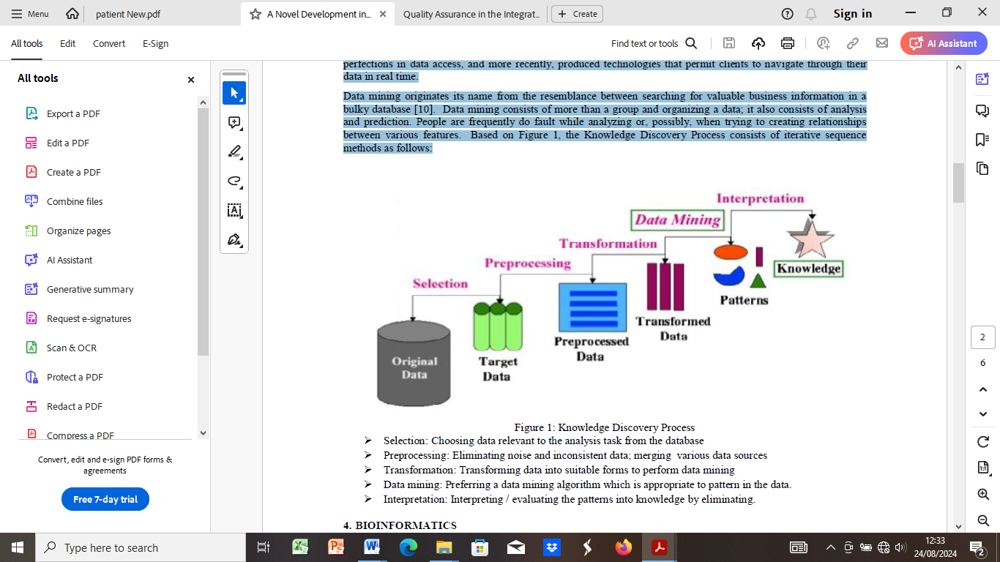 Menu
patient New.pdf
A Novel Development in...
Quality Assurance in the Integrat..
+ Create
Sign in
All tools
Edit
Convert
E-Sign
Find text or tools
AI Assistant
All tools
Export a PDF
Edit a PDF
Create a PDF
Combine files
Organize pages
AI Assistant
Generative summary
Request e-signatures
Scan & OCR
Protect a PDF
Redact a PDF
Compress a PDF
Convert, edit and e-sign PDF forms &
agreements
Free 7-day trial
perfections in data access, and more recently, produced technologies that permit clients to navigate through their
data in real time.
Data mining originates its name from the resemblance between searching for valuable business information in a
bulky database [10]. Data mining consists of more than a group and organizing a data; it also consists of analysis
and prediction. People are frequently do fault while analyzing or, possibly, when trying to creating relationships
between various features. Based on Figure 1, the Knowledge Discovery Process consists of iterative sequence
methods as follows:
Interpretation
Data Mining
Transformation
Preprocessing
Selection
Knowledge
Patterns
Transformed
Data
Preprocessed
Data
Target
Data
Original
Data
Figure 1: Knowledge Discovery Process
➢ Selection: Choosing data relevant to the analysis task from the database
➢ Preprocessing: Eliminating noise and inconsistent data; merging various data sources
➢ Transformation: Transforming data into suitable forms to perform data mining
➢ Data mining: Preferring a data mining algorithm which is appropriate to pattern in the data.
➢ Interpretation: Interpreting / evaluating the patterns into knowledge by eliminating.
4. BIOINFORMATICS
2
6
1:1
Type here to search
12:33
24/08/2024
2